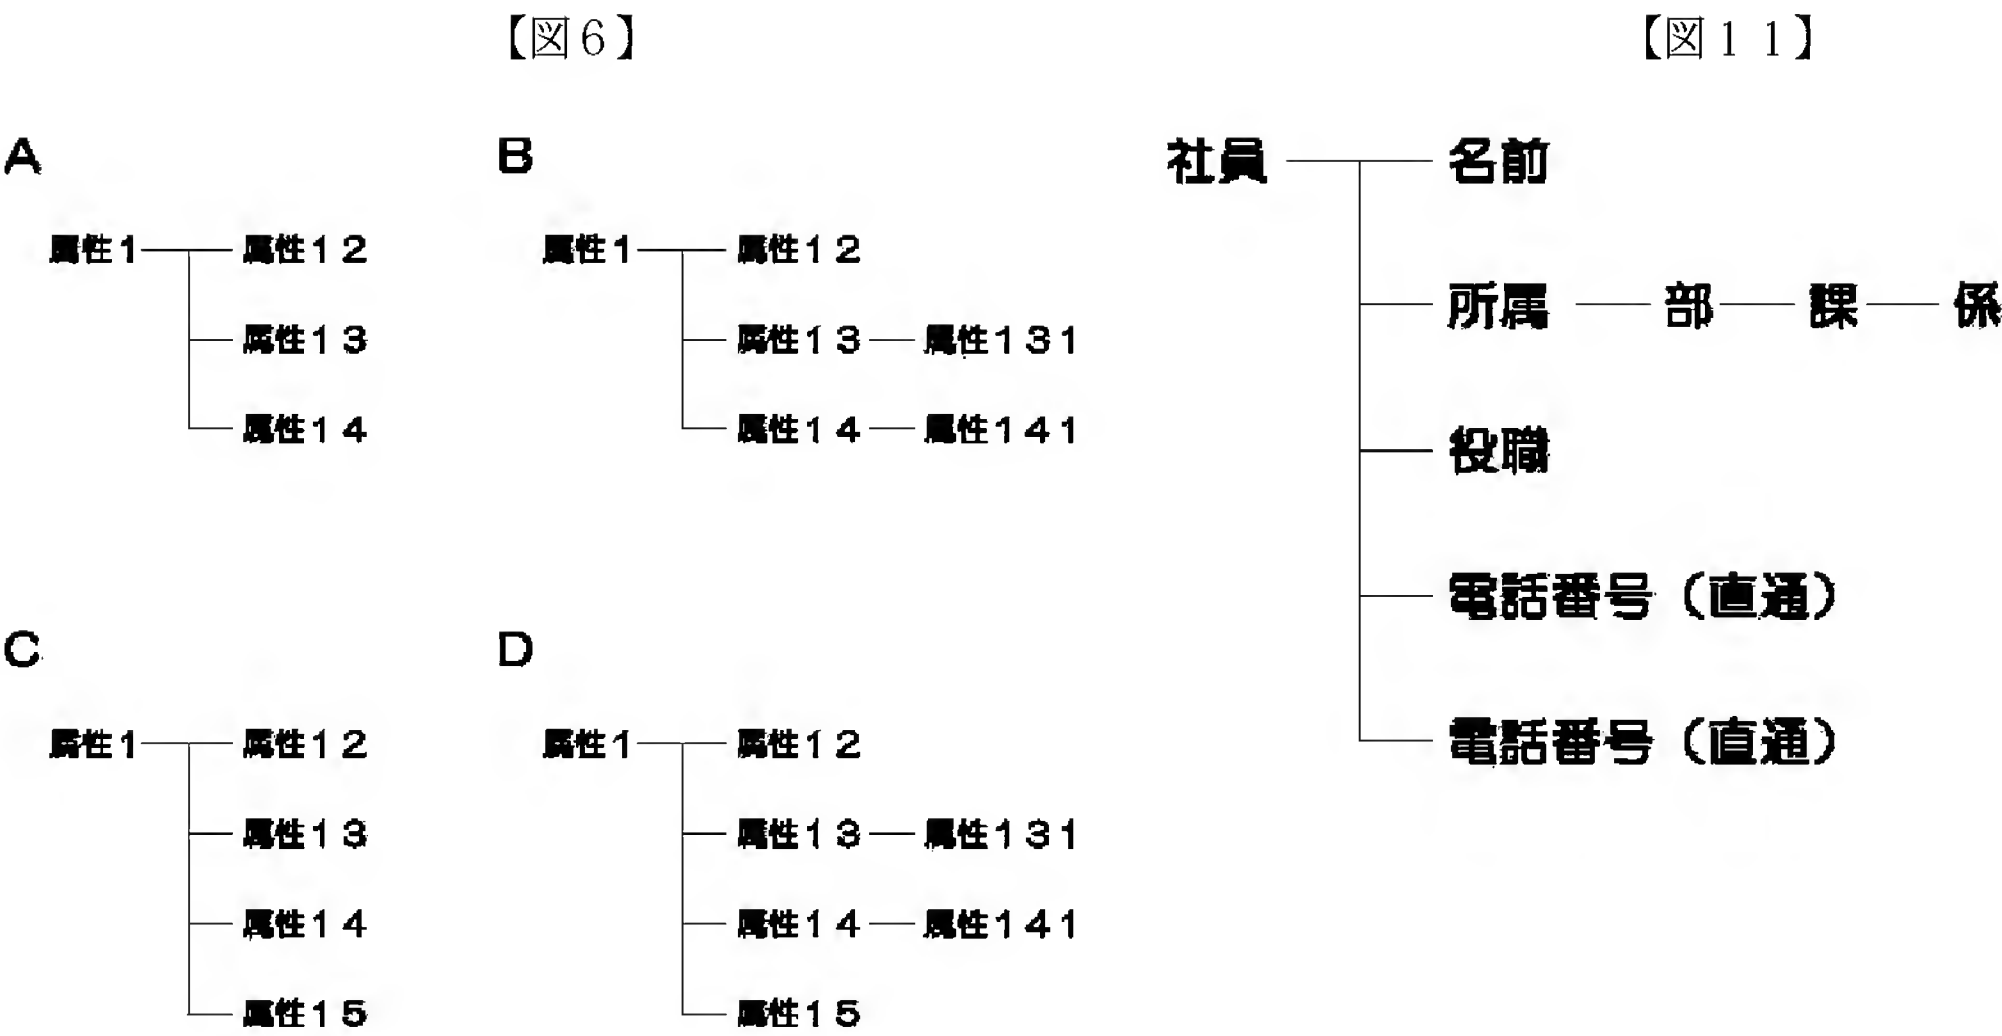 【図６】
A
属性１
属性１２
属性１３
属性１４
B
属性１
属性１２
属性１３
属性１３１
属性１４
属性１４１
C
属性１
属性１２
属性１３
属性１４
属性１５
D
属性１
属性１２
属性１３
属性１３１
属性１４
属性１４１
属性１５
【図１１】
社員
名前
所属
部
課
係
役職
電話番号（直通）
電話番号（直通）